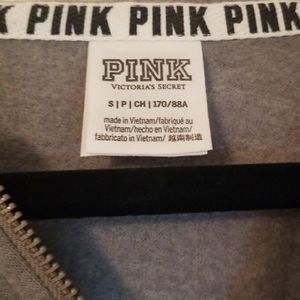 PINK PINK PINK PINK
PINK
VICTORIA'S SECRET
S | P | CH | 170/88A
made in Vietnam/fabriqué au
Vietnam/hecho en Vietnam/
fabbricato in Vietnam/越南制造